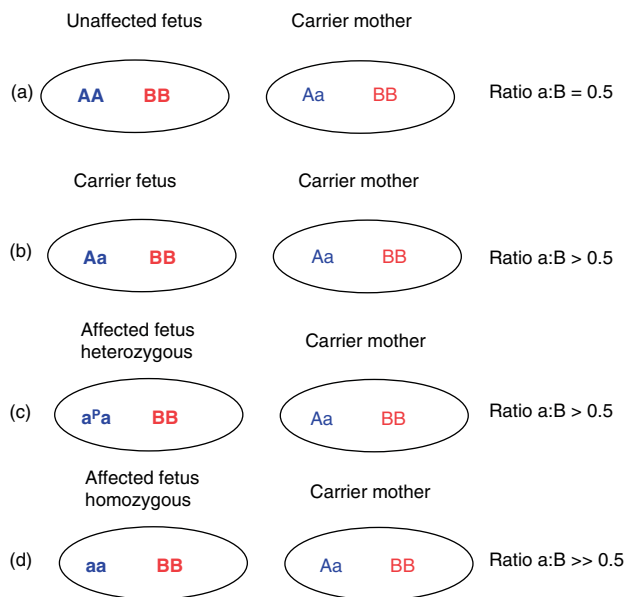 Unaffected fetus Carrier mother
(a) AA BB Aa BB Ratio a:B = 0.5
Carrier fetus Carrier mother
(b) Aa BB Aa BB Ratio a:B > 0.5
Affected fetus
heterozygous Carrier mother
(c) aᴾa BB Aa BB Ratio a:B > 0.5
Affected fetus
homozygous Carrier mother
(d) aa BB Aa BB Ratio a:B >> 0.5